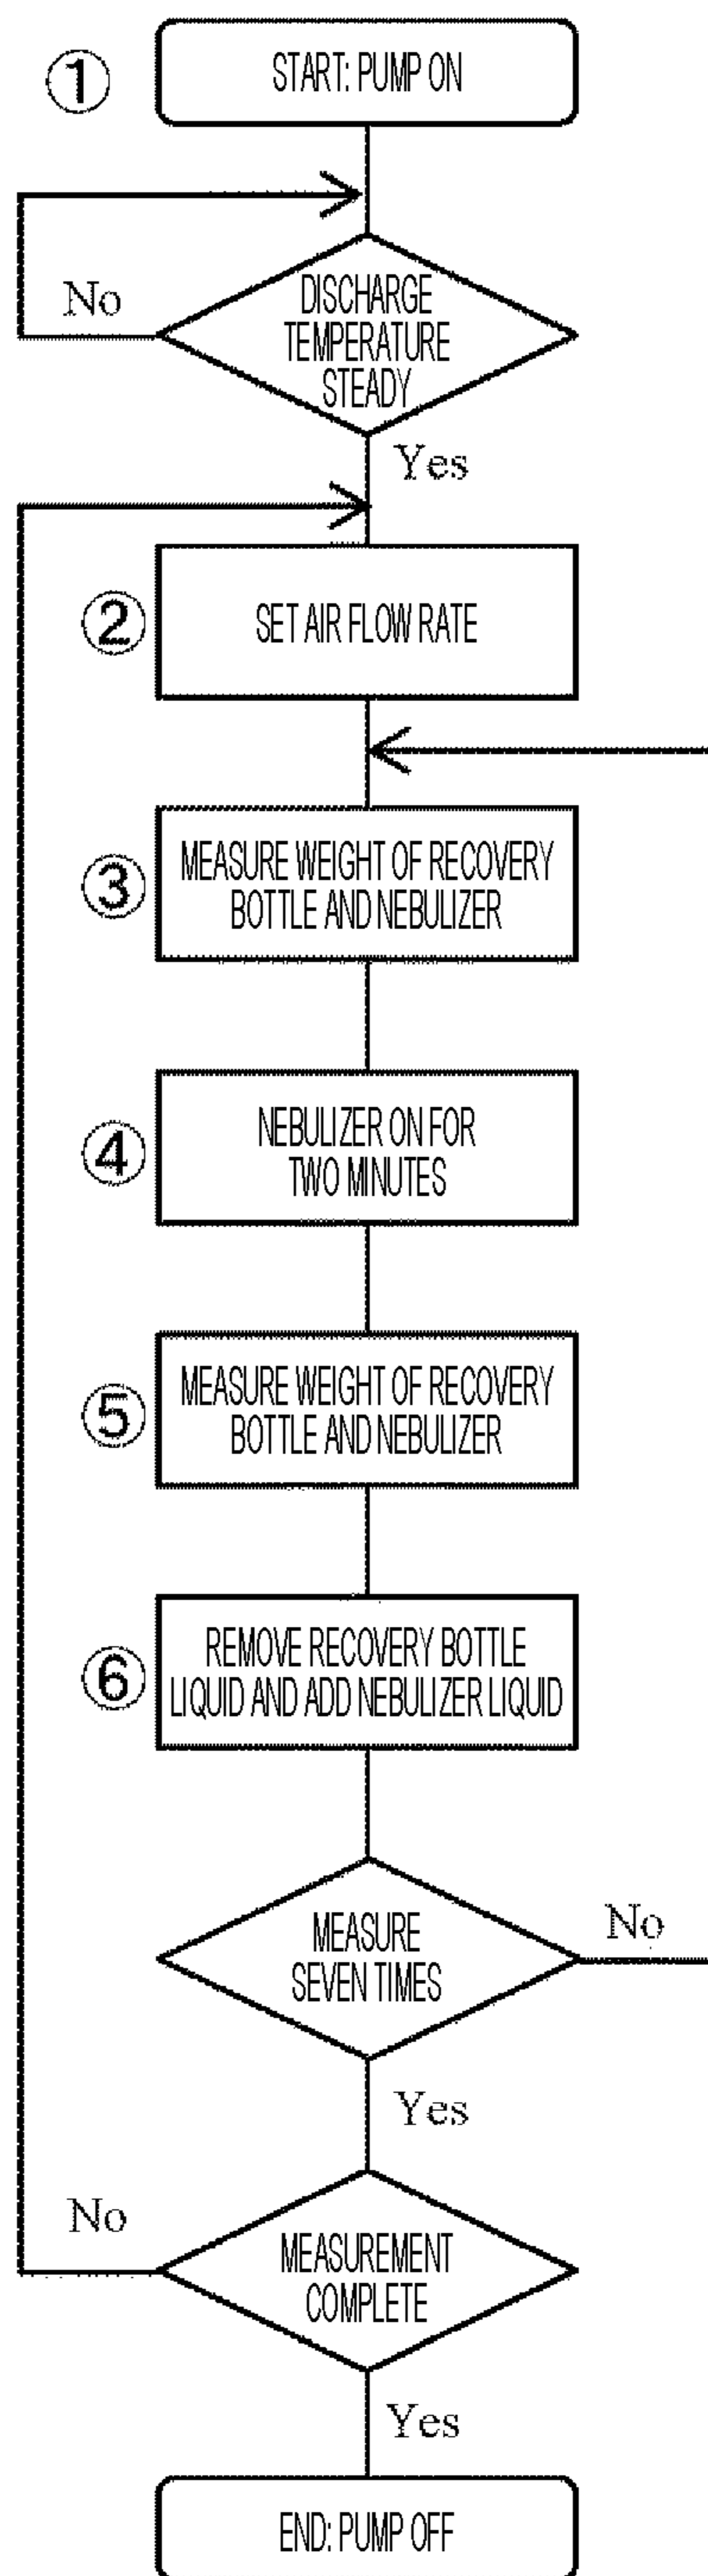 ① START: PUMP ON
No
DISCHARGE
TEMPERATURE
STEADY
Yes
② SET AIR FLOW RATE
③ MEASURE WEIGHT OF RECOVERY
BOTTLE AND NEBULIZER
④ NEBULIZER ON FOR
TWO MINUTES
⑤ MEASURE WEIGHT OF RECOVERY
BOTTLE AND NEBULIZER
⑥ REMOVE RECOVERY BOTTLE
LIQUID AND ADD NEBULIZER LIQUID
MEASURE
SEVEN TIMES
No
Yes
No
MEASUREMENT
COMPLETE
Yes
END: PUMP OFF